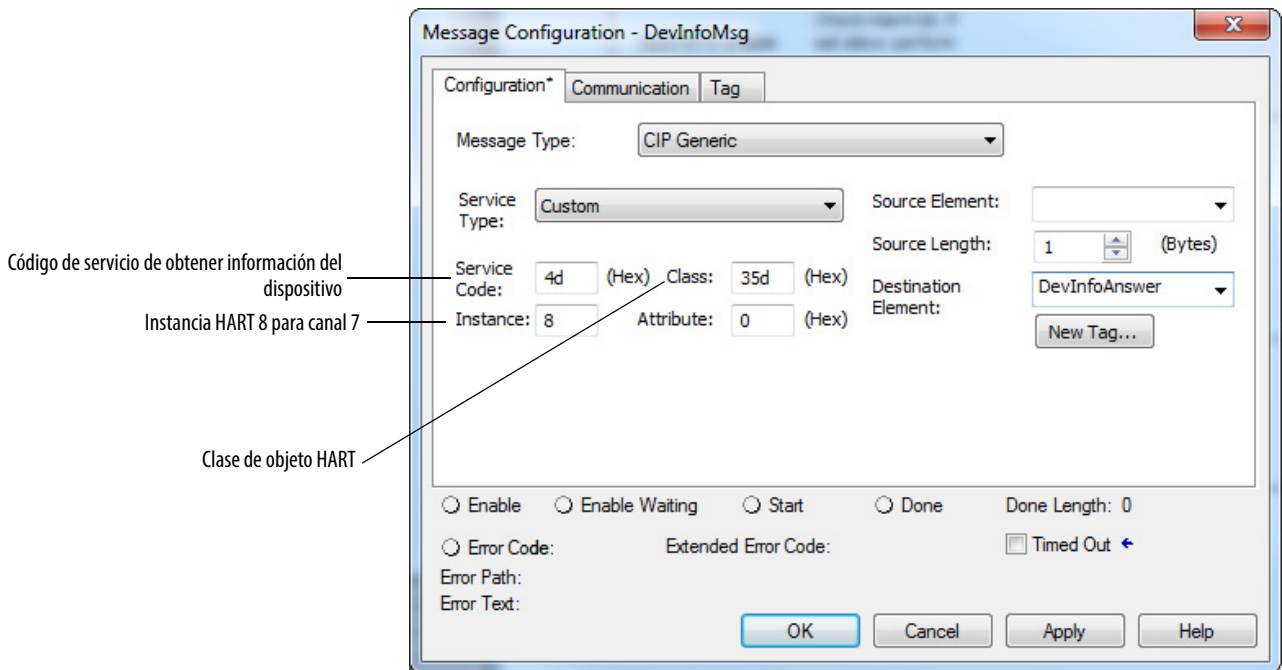 Message Configuration - DevInfoMsg
Configuration* Communication Tag
Message Type: CIP Generic
Service Type: Custom
Source Element:
Source Length: 1 (Bytes)
Código de servicio de obtener información del
dispositivo
Service Code: 4d (Hex) Class: 35d (Hex)
Destination Element: DevInfoAnswer
Instancia HART 8 para canal 7
Instance: 8 Attribute: 0 (Hex)
New Tag...
Clase de objeto HART
Enable Enable Waiting Start Done Done Length: 0
Error Code: Extended Error Code: Timed Out
Error Path:
Error Text:
OK Cancel Apply Help